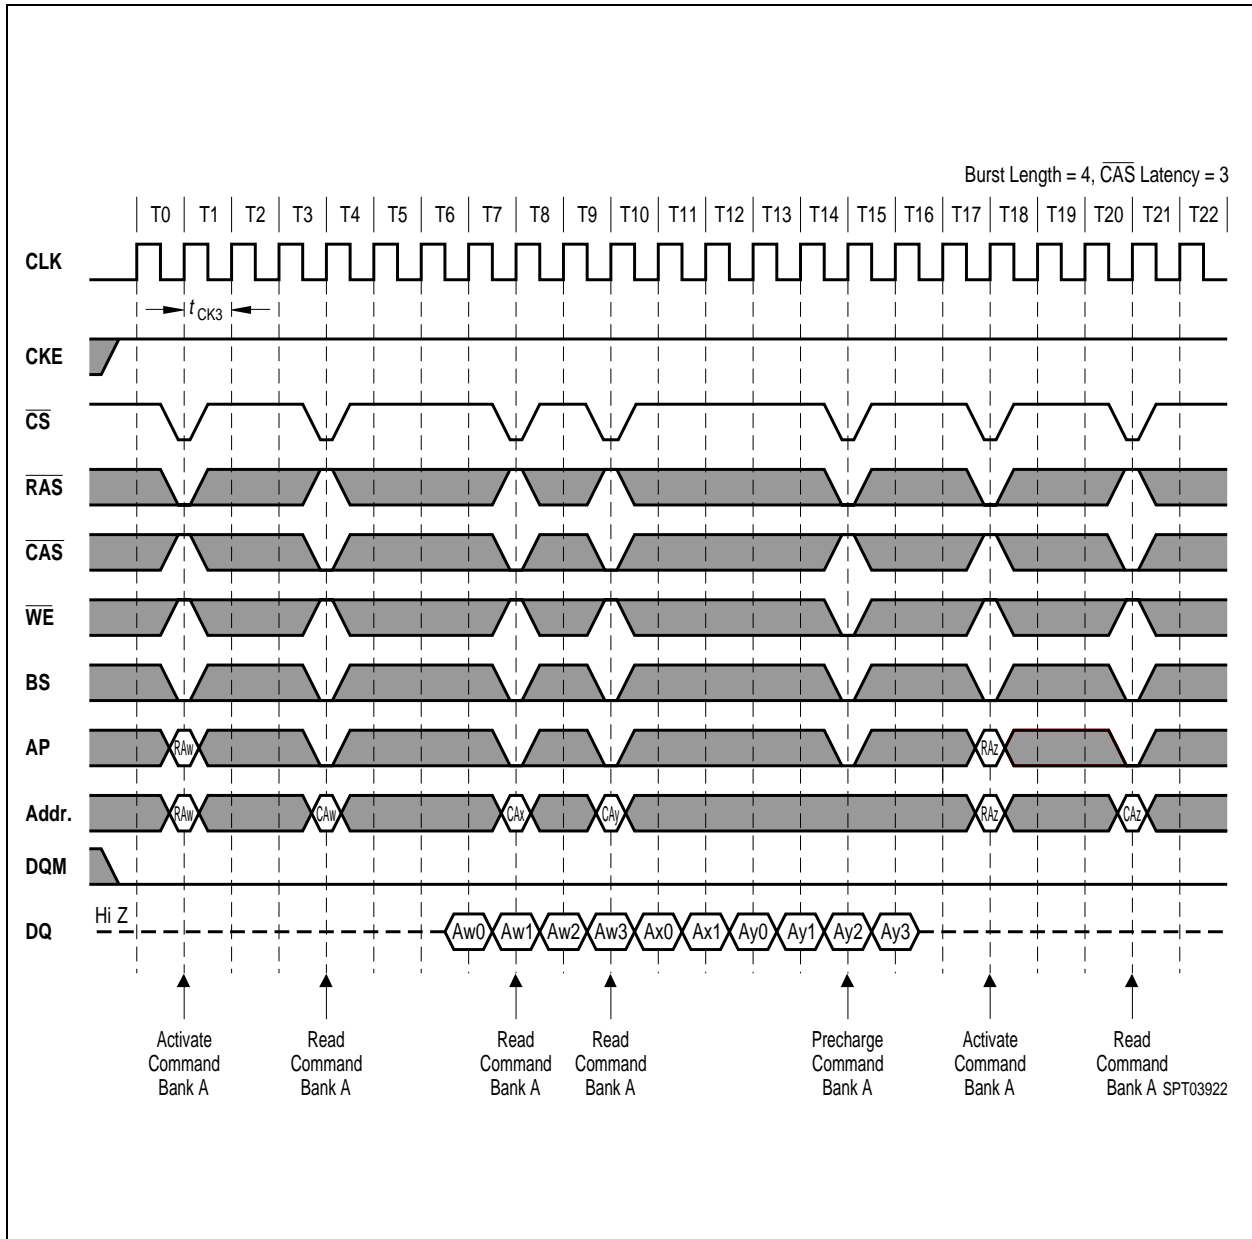 Burst Length = 4, CAS Latency = 3
T0 T1 T2 T3 T4 T5 T6 T7 T8 T9 T10 T11 T12 T13 T14 T15 T16 T17 T18 T19 T20 T21 T22
CLK
t CK3
CKE
CS
RAS
CAS
WE
BS
AP RAw RAz
Addr. RAw CAw CAx CAy RAz CAz
DQM
Hi Z
DQ Aw0 Aw1 Aw2 Aw3 Ax0 Ax1 Ay0 Ay1 Ay2 Ay3
Activate Read Read Read Precharge Activate Read
Command Command Command Command Command Command Command
Bank A Bank A Bank A Bank A Bank A Bank A Bank A SPT03922